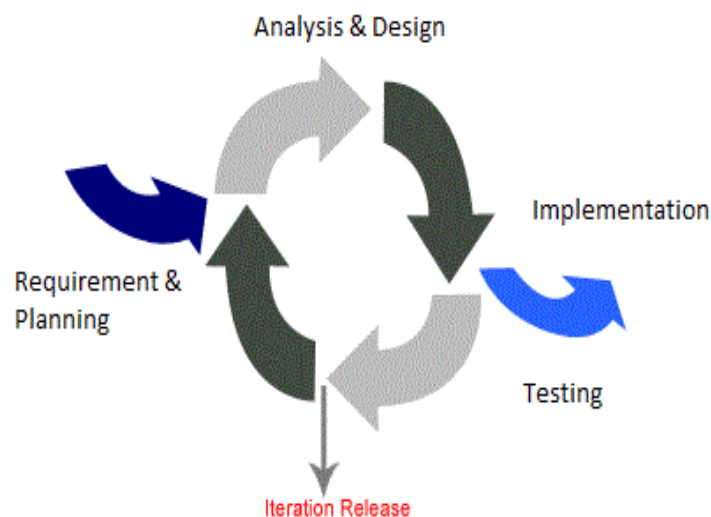 Analysis & Design
Implementation
Requirement &
Planning
Testing
Iteration Release